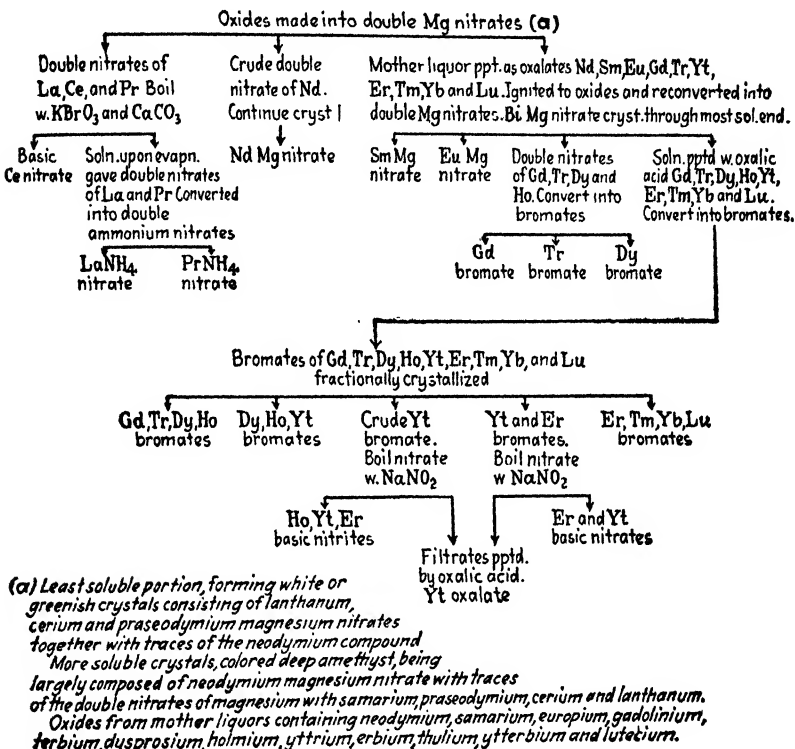 Oxides made into double Mg nitrates (a)
Double nitrates of
La, Ce, and Pr Boil
w. KBrO3 and CaCO3
Crude double
nitrate of Nd.
Continue cryst |
Mother liquor ppt. as oxalates Nd, Sm, Eu, Gd, Tr, Yt,
Er, Tm, Yb and Lu. Ignited to oxides and reconverted into
double Mg nitrates. Bi Mg nitrate cryst. through most sol. end.
Basic
Ce nitrate
Soln. upon evapn.
gave double nitrates
of La and Pr Converted
into double
ammonium nitrates
Nd Mg nitrate
Sm Mg
nitrate
Eu Mg
nitrate
Double nitrates
of Gd, Tr, Dy and
Ho. Convert into
bromates
Soln. pptd w. oxalic
acid Gd, Tr, Dy, Ho, Yt,
Er, Tm, Yb and Lu.
Convert into bromates.
LaNH4
nitrate
PrNH4
nitrate
Gd
bromate
Tr
bromate
Dy
bromate
Bromates of Gd, Tr, Dy, Ho, Yt, Er, Tm, Yb, and Lu
fractionally crystallized
Gd, Tr, Dy, Ho
bromates
Dy, Ho, Yt
bromates
Crude Yt
bromate.
Boil nitrate
w. NaNO2
Yt and Er
bromates.
Boil nitrate
w NaNO2
Er, Tm, Yb, Lu
bromates
Ho, Yt, Er
basic nitrites
Filtrates pptd.
by oxalic acid.
Yt oxalate
Er and Yt
basic nitrates
(a) Least soluble portion, forming white or
greenish crystals consisting of lanthanum,
cerium and praseodymium magnesium nitrates
together with traces of the neodymium compound
More soluble crystals, colored deep amethyst, being
largely composed of neodymium magnesium nitrate with traces
of the double nitrates of magnesium with samarium, praseodymium, cerium and lanthanum.
Oxides from mother liquors containing neodymium, samarium, europium, gadolinium,
terbium, dysprosium, holmium, yttrium, erbium, thulium, ytterbium and lutecium.